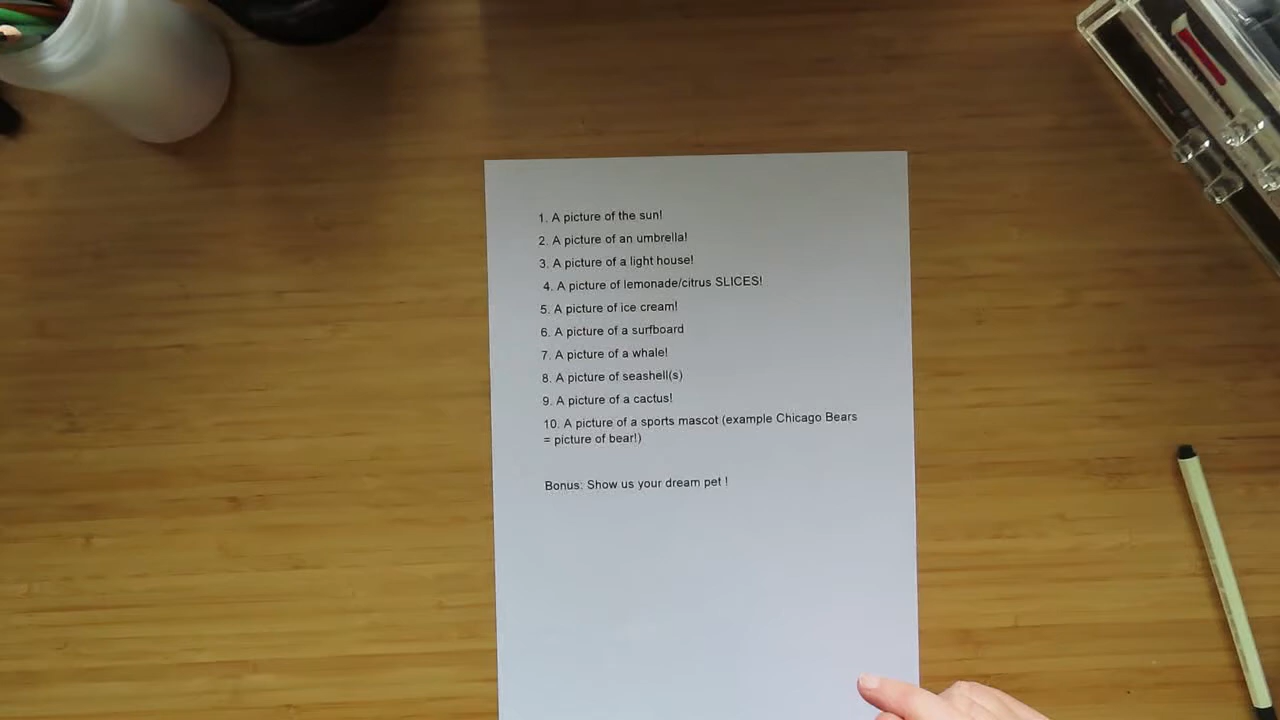 1. A picture of the sun!
2. A picture of an umbrella!
3. A picture of a light house!
4. A picture of lemonade/citrus SLICES!
5. A picture of ice cream!
6. A picture of a surfboard
7. A picture of a whale!
8. A picture of seashell(s)
9. A picture of a cactus!
10. A picture of a sports mascot (example Chicago Bears
= picture of bear!)
Bonus: Show us your dream pet !